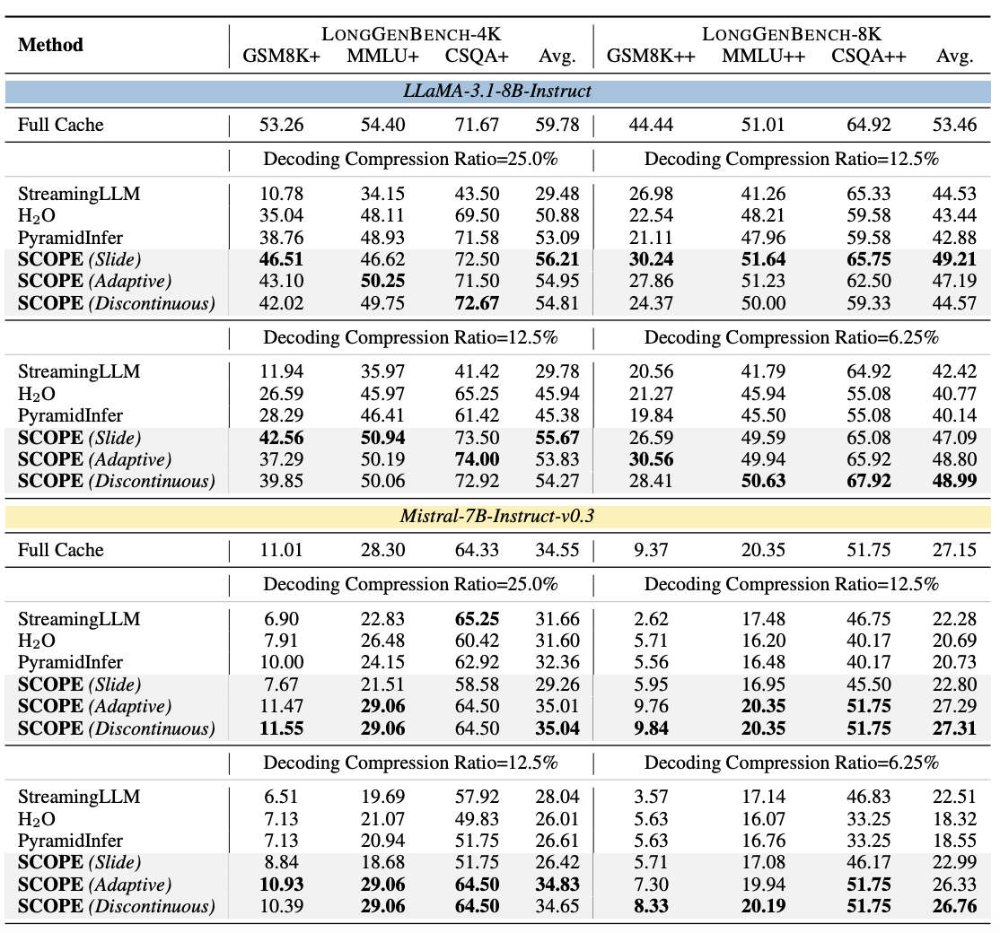 Method LONGGENBENCH-4K LONGGENBENCH-8K
GSM8K+ MMLU+ CSQA+ Avg. GSM8K++ MMLU++ CSQA++ Avg.
LLaMA-3.1-8B-Instruct
Full Cache 53.26 54.40 71.67 59.78 44.44 51.01 64.92 53.46
Decoding Compression Ratio=25.0% Decoding Compression Ratio=12.5%
StreamingLLM 10.78 34.15 43.50 29.48 26.98 41.26 65.33 44.53
H2O 35.04 48.11 69.50 50.88 22.54 48.21 59.58 43.44
PyramidInfer 38.76 48.93 71.58 53.09 21.11 47.96 59.58 42.88
SCOPE (Slide) 46.51 46.62 72.50 56.21 30.24 51.64 65.75 49.21
SCOPE (Adaptive) 43.10 50.25 71.50 54.95 27.86 51.23 62.50 47.19
SCOPE (Discontinuous) 42.02 49.75 72.67 54.81 24.37 50.00 59.33 44.57
Decoding Compression Ratio=12.5% Decoding Compression Ratio=6.25%
StreamingLLM 11.94 35.97 41.42 29.78 20.56 41.79 64.92 42.42
H2O 26.59 45.97 65.25 45.94 21.27 45.94 55.08 40.77
PyramidInfer 28.29 46.41 61.42 45.38 19.84 45.50 55.08 40.14
SCOPE (Slide) 42.56 50.94 73.50 55.67 26.59 49.59 65.08 47.09
SCOPE (Adaptive) 37.29 50.19 74.00 53.83 30.56 49.94 65.92 48.80
SCOPE (Discontinuous) 39.85 50.06 72.92 54.27 28.41 50.63 67.92 48.99
Mistral-7B-Instruct-v0.3
Full Cache 11.01 28.30 64.33 34.55 9.37 20.35 51.75 27.15
Decoding Compression Ratio=25.0% Decoding Compression Ratio=12.5%
StreamingLLM 6.90 22.83 65.25 31.66 2.62 17.48 46.75 22.28
H2O 7.91 26.48 60.42 31.60 5.71 16.20 40.17 20.69
PyramidInfer 10.00 24.15 62.92 32.36 5.56 16.48 40.17 20.73
SCOPE (Slide) 7.67 21.51 58.58 29.26 5.95 16.95 45.50 22.80
SCOPE (Adaptive) 11.47 29.06 64.50 35.01 9.76 20.35 51.75 27.29
SCOPE (Discontinuous) 11.55 29.06 64.50 35.04 9.84 20.35 51.75 27.31
Decoding Compression Ratio=12.5% Decoding Compression Ratio=6.25%
StreamingLLM 6.51 19.69 57.92 28.04 3.57 17.14 46.83 22.51
H2O 7.13 21.07 49.83 26.01 5.63 16.07 33.25 18.32
PyramidInfer 7.13 20.94 51.75 26.61 5.63 16.76 33.25 18.55
SCOPE (Slide) 8.84 18.68 51.75 26.42 5.71 17.08 46.17 22.99
SCOPE (Adaptive) 10.93 29.06 64.50 34.83 7.30 19.94 51.75 26.33
SCOPE (Discontinuous) 10.39 29.06 64.50 34.65 8.33 20.19 51.75 26.76